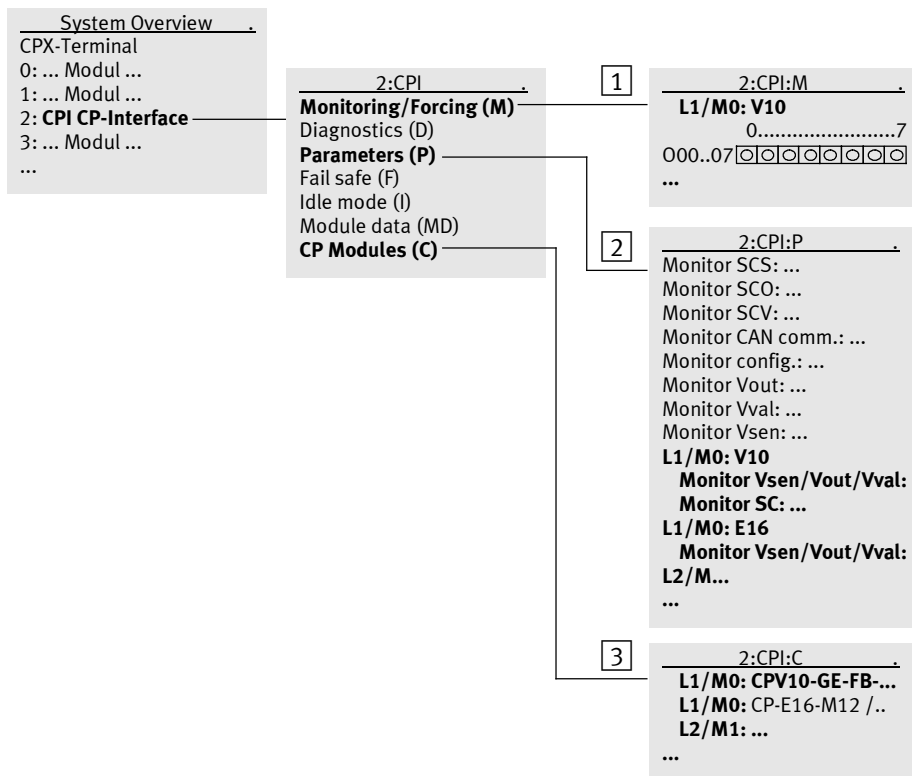 System Overview .
CPX-Terminal
0: ... Modul ...
1: ... Modul ...
2: CPI CP-Interface
3: ... Modul ...
...
2:CPI .
Monitoring/Forcing (M)
Diagnostics (D)
Parameters (P)
Fail safe (F)
Idle mode (I)
Module data (MD)
CP Modules (C)
1
2:CPI:M .
L1/M0: V10
0........................7
O00..07
...
2
2:CPI:P .
Monitor SCS: ...
Monitor SCO: ...
Monitor SCV: ...
Monitor CAN comm.: ...
Monitor config.: ...
Monitor Vout: ...
Monitor Vval: ...
Monitor Vsen: ...
L1/M0: V10
Monitor Vsen/Vout/Vval:
Monitor SC: ...
L1/M0: E16
Monitor Vsen/Vout/Vval:
L2/M...
...
3
2:CPI:C .
L1/M0: CPV10-GE-FB-...
L1/M0: CP-E16-M12 /..
L2/M1: ...
...